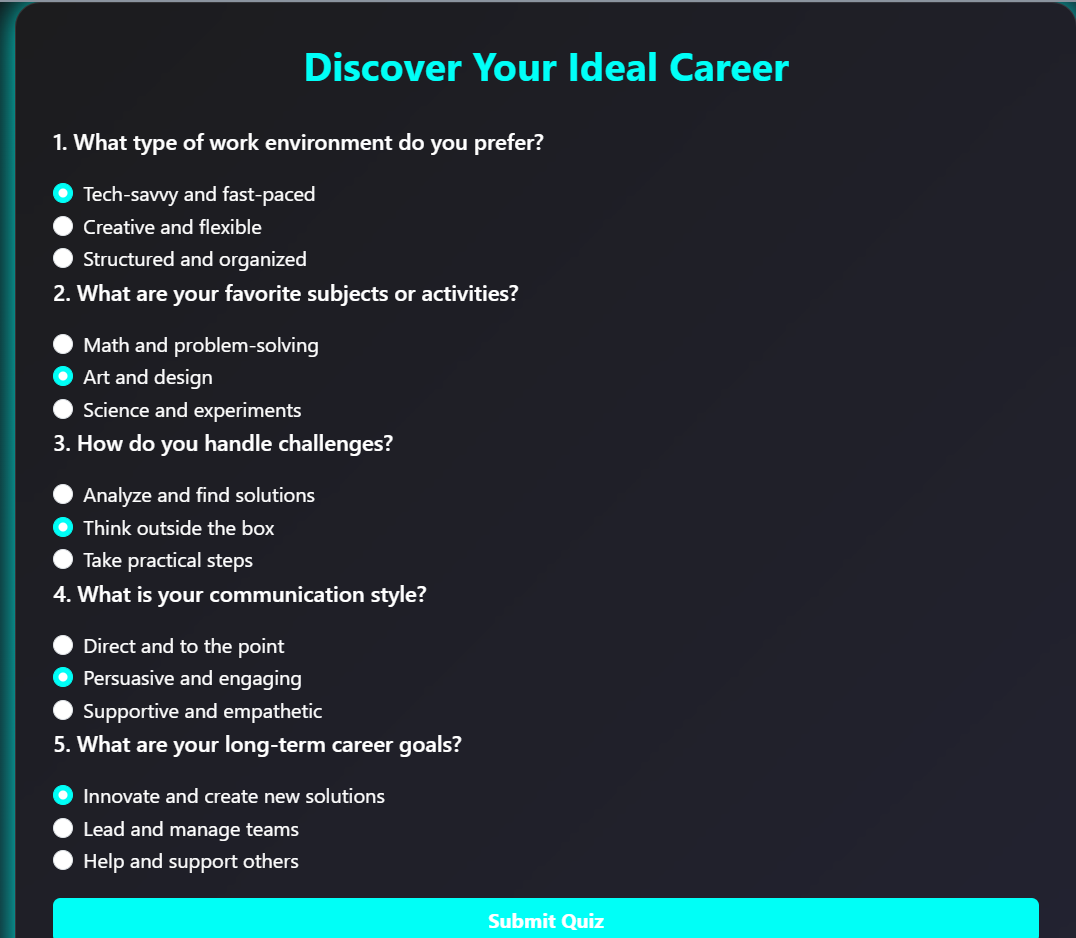 Discover Your Ideal Career
1. What type of work environment do you prefer?
Tech-savvy and fast-paced
Creative and flexible
Structured and organized
2. What are your favorite subjects or activities?
Math and problem-solving
Art and design
Science and experiments
3. How do you handle challenges?
Analyze and find solutions
Think outside the box
Take practical steps
4. What is your communication style?
Direct and to the point
Persuasive and engaging
Supportive and empathetic
5. What are your long-term career goals?
Innovate and create new solutions
Lead and manage teams
Help and support others
Submit Quiz